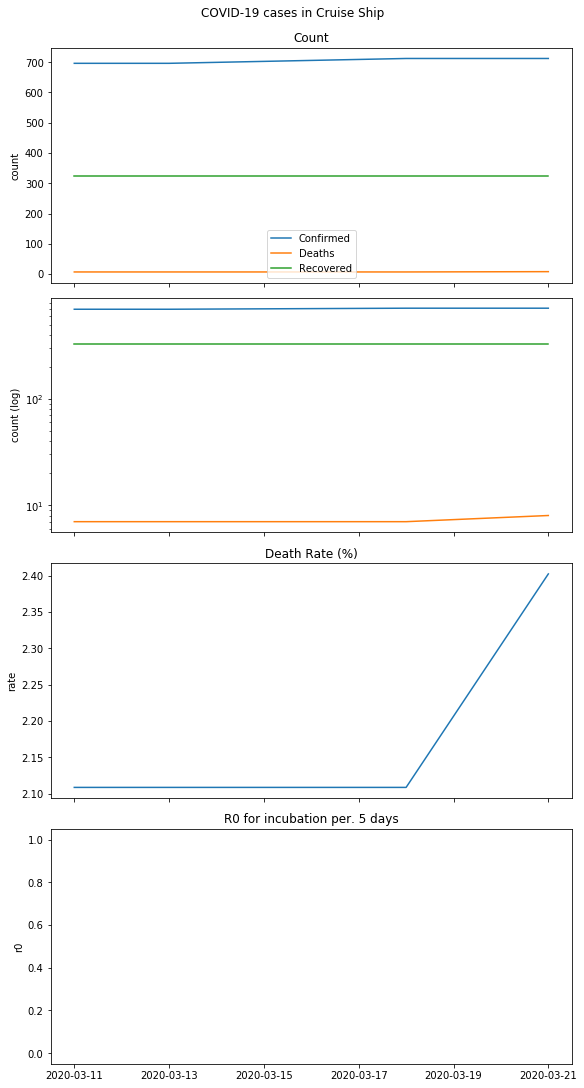 COVID-19 cases in Cruise Ship
Count
700
600
500
400
300
200
100
0
count
Confirmed
Deaths
Recovered
10²
10¹
count (log)
Death Rate (%)
2.40
2.35
2.30
2.25
2.20
2.15
2.10
rate
R0 for incubation per. 5 days
1.0
0.8
0.6
0.4
0.2
0.0
r0
2020-03-11 2020-03-13 2020-03-15 2020-03-17 2020-03-19 2020-03-21